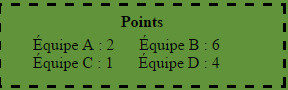 Points
Équipe A : 2 Équipe B : 6
Équipe C : 1 Équipe D : 4